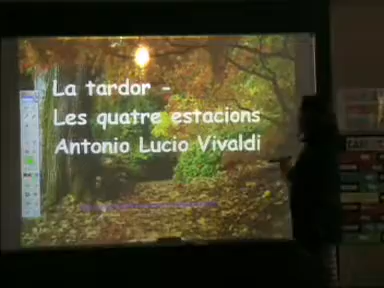 La tardor -
Les quatre estacions
Antonio Lucio Vivaldi